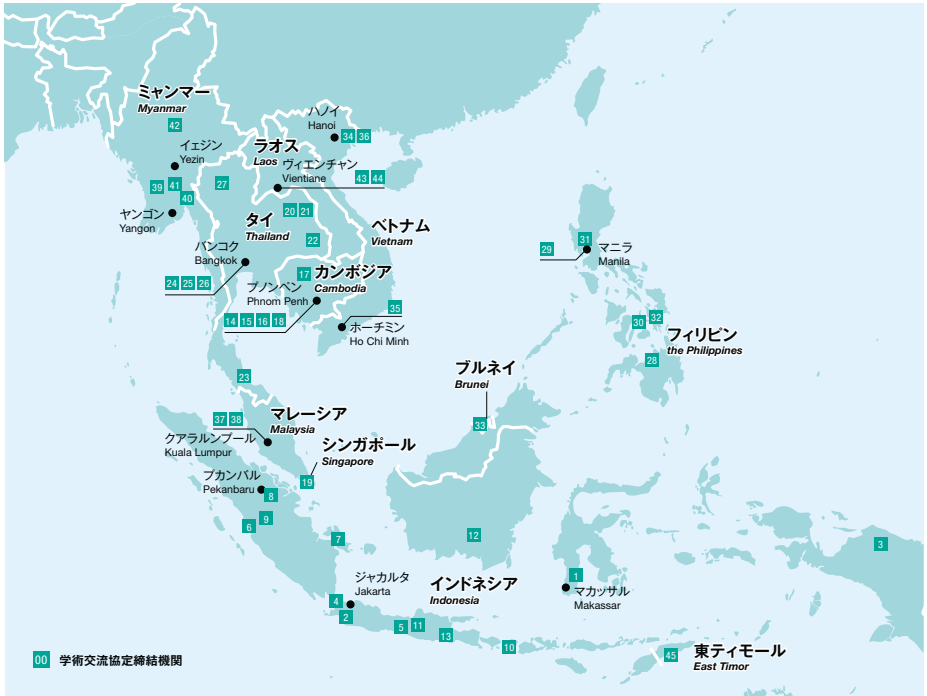 ミャンマー
Myanmar
42
ハノイ
Hanoi
34 36
イェジン
Yezin
ラオス
Laos
ヴィエンチャン
Vientiane
43 44
39 41
40
27
ヤンゴン
Yangon
20 21
タイ
Thailand
22
ベトナム
Vietnam
バンコク
Bangkok
24 25 26
17
カンボジア
Cambodia
プノンペン
Phnom Penh
14 15 16 18
35
ホーチミン
Ho Chi Minh
29
31
マニラ
Manila
30 32
フィリピン
the Philippines
28
23
ブルネイ
Brunei
33
37 38
マレーシア
Malaysia
クアラルンプール
Kuala Lumpur
シンガポール
Singapore
19
プカンバル
Pekanbaru
8
6 9
7
12
3
ジャカルタ
Jakarta
4
2
インドネシア
Indonesia
1
マカッサル
Makassar
5 11
13
10
45
東ティモール
East Timor
00 学術交流協定締結機関